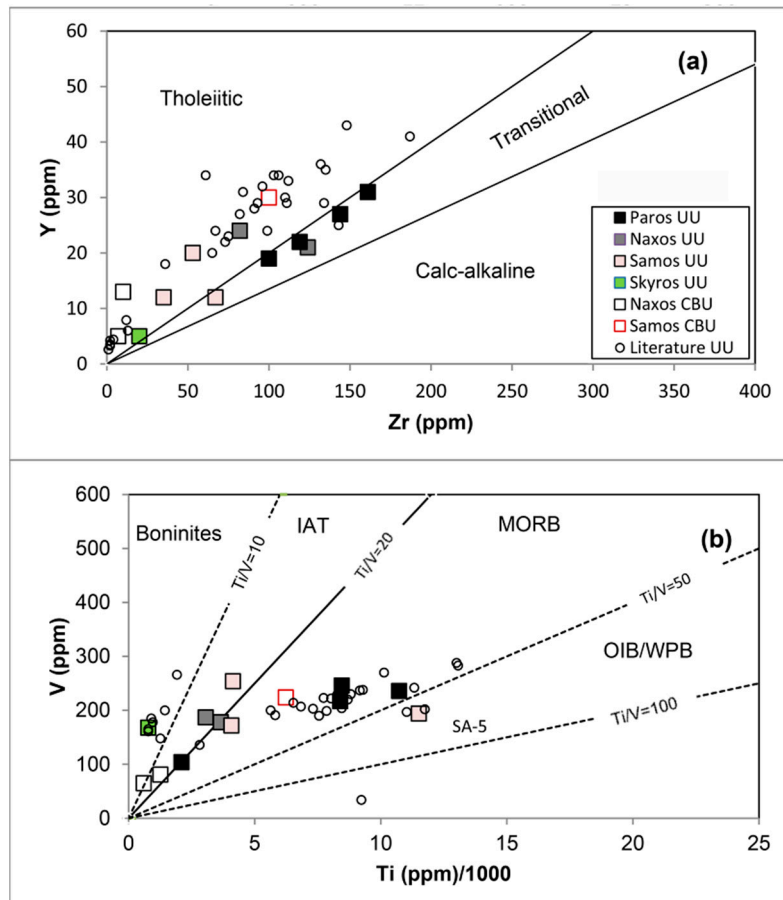 60
(a)
Tholeiitic
50
Transitional
40
Y (ppm)
30
Paros UU
Naxos UU
20
Samos UU
Calc-alkaline
Skyros UU
Naxos CBU
10
Samos CBU
Literature UU
0
0 50 100 150 200 250 300 350 400
Zr (ppm)
600
Boninites
IAT
MORB
(b)
Ti/V=10
Ti/V=20
500
Ti/V=50
400
V (ppm)
OIB/WPB
300
200
SA-5
Ti/V=100
100
0
0 5 10 15 20 25
Ti (ppm)/1000